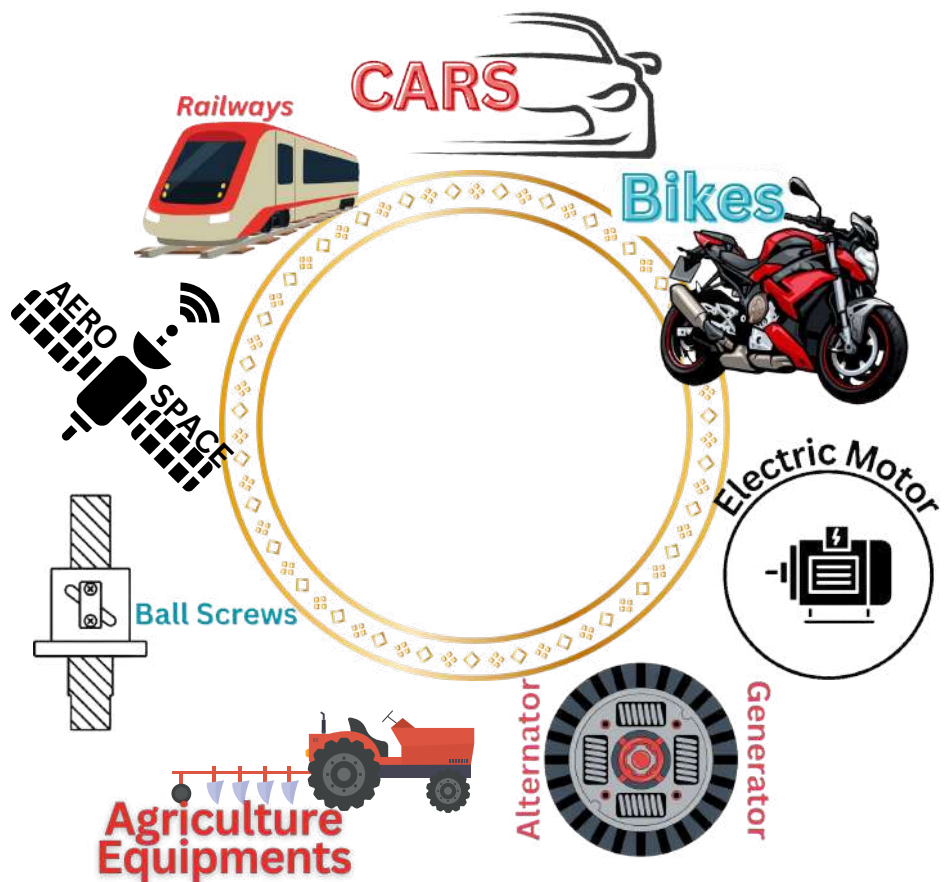 CARS
Railways
Bikes
AERO
SPACE
Electric Motor
Ball Screws
Alternator
Generator
Agriculture
Equipments